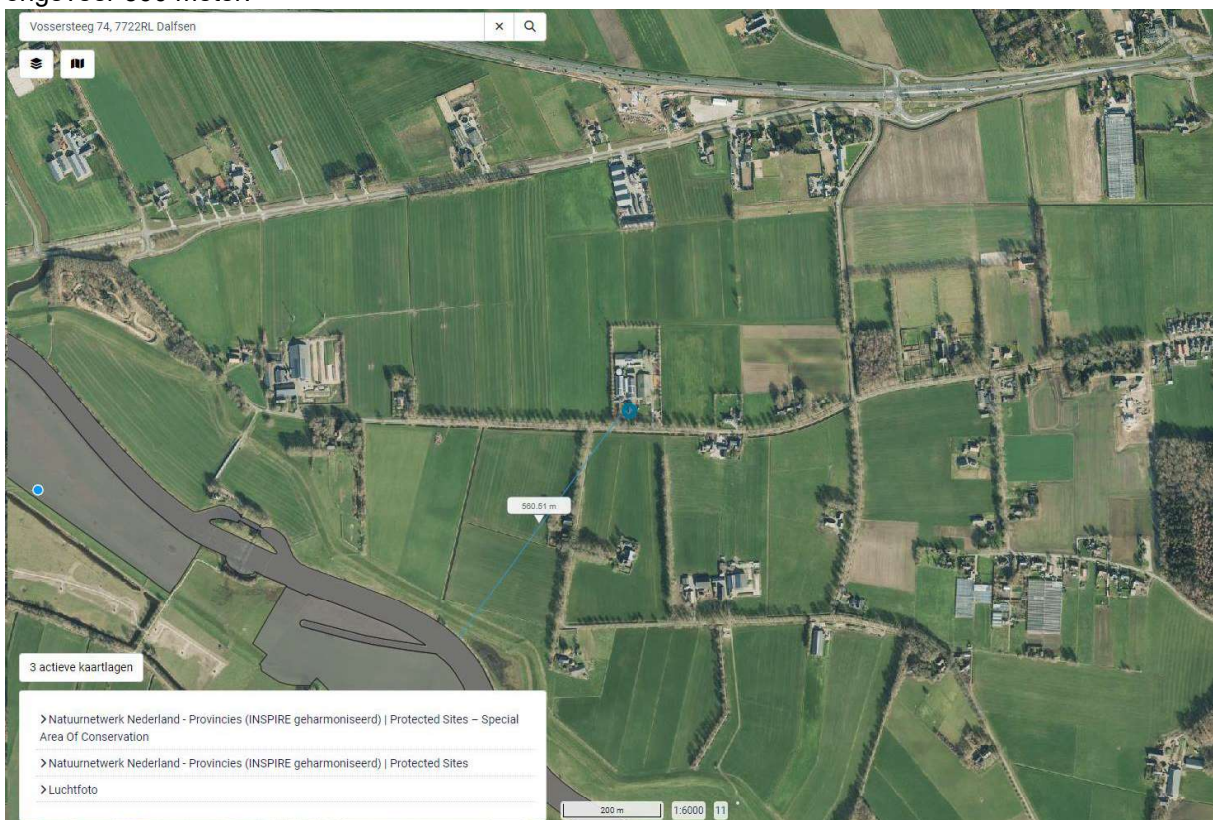 Vossersteeg 74, 7722RL Dalfsen
560.51 m
3 actieve kaartlagen
Natuurnetwerk Nederland - Provincies (INSPIRE geharmoniseerd) | Protected Sites – Special
Area Of Conservation
Natuurnetwerk Nederland - Provincies (INSPIRE geharmoniseerd) | Protected Sites
Luchtfoto
200 m
1:6000
11